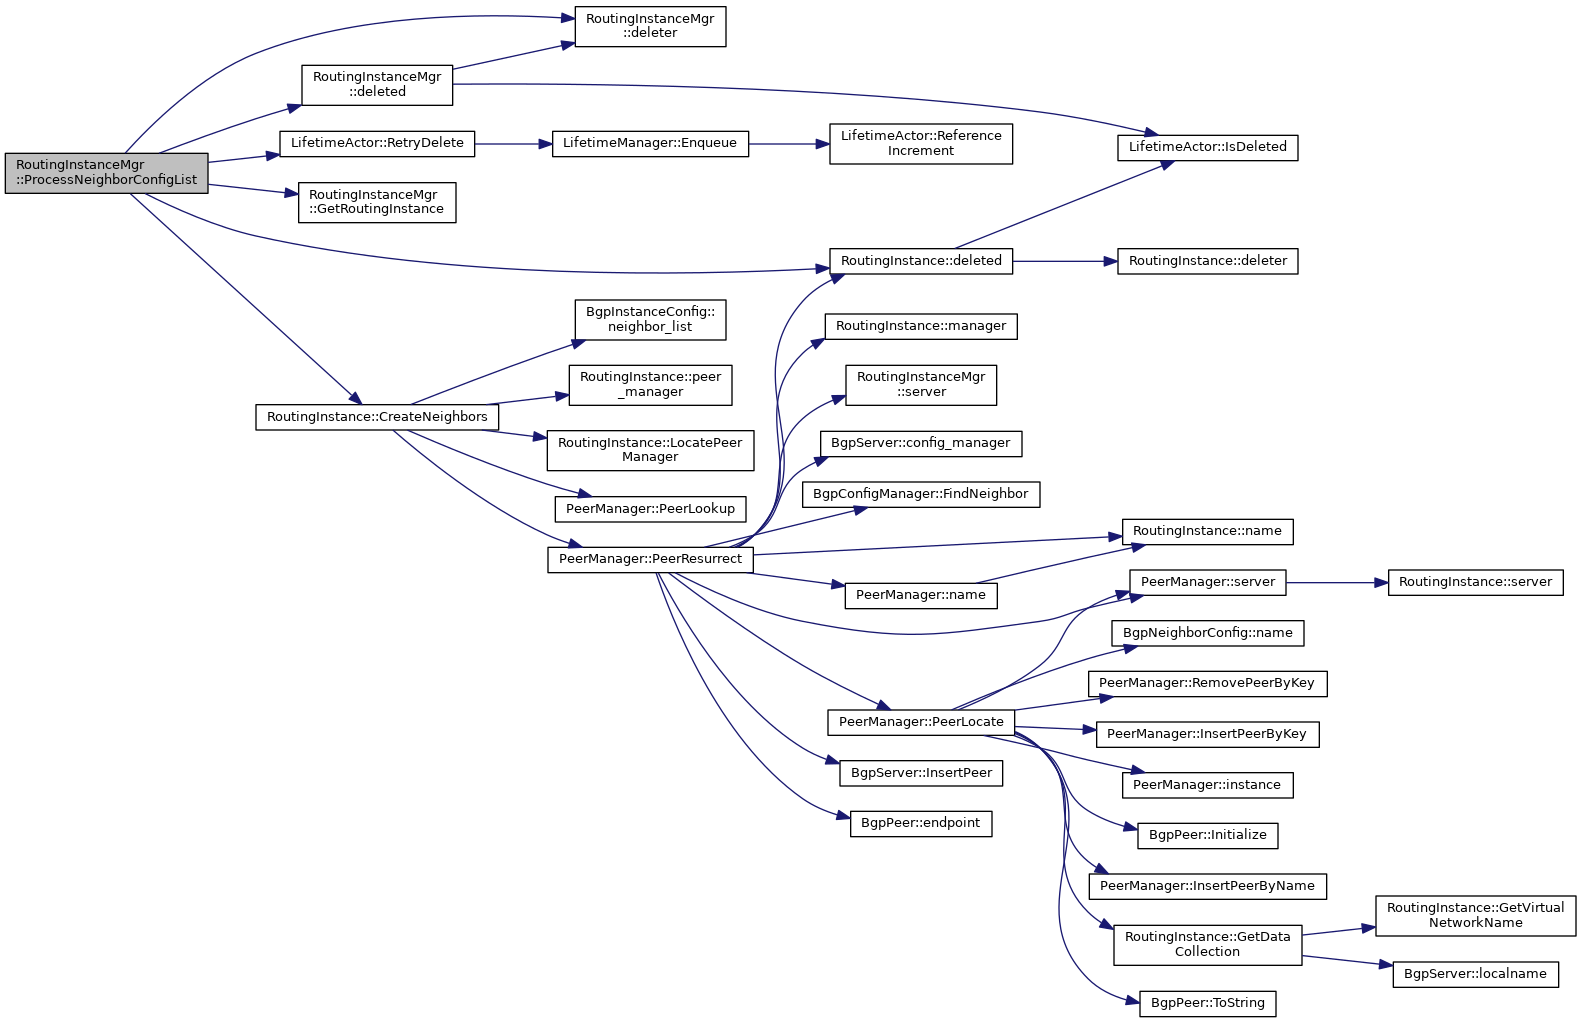 RoutingInstanceMgr
::ProcessNeighborConfigList
RoutingInstanceMgr
::deleter
RoutingInstanceMgr
::deleted
LifetimeActor::RetryDelete
LifetimeManager::Enqueue
LifetimeActor::Reference
Increment
LifetimeActor::IsDeleted
RoutingInstanceMgr
::GetRoutingInstance
RoutingInstance::deleted
RoutingInstance::deleter
BgpInstanceConfig::
neighbor_list
RoutingInstance::manager
RoutingInstance::peer
_manager
RoutingInstanceMgr
::server
RoutingInstance::CreateNeighbors
RoutingInstance::LocatePeer
Manager
BgpServer::config_manager
PeerManager::PeerLookup
BgpConfigManager::FindNeighbor
PeerManager::PeerResurrect
RoutingInstance::name
PeerManager::name
PeerManager::server
RoutingInstance::server
BgpNeighborConfig::name
PeerManager::RemovePeerByKey
PeerManager::PeerLocate
PeerManager::InsertPeerByKey
BgpServer::InsertPeer
PeerManager::instance
BgpPeer::endpoint
BgpPeer::Initialize
PeerManager::InsertPeerByName
RoutingInstance::GetData
Collection
RoutingInstance::GetVirtual
NetworkName
BgpServer::localname
BgpPeer::ToString